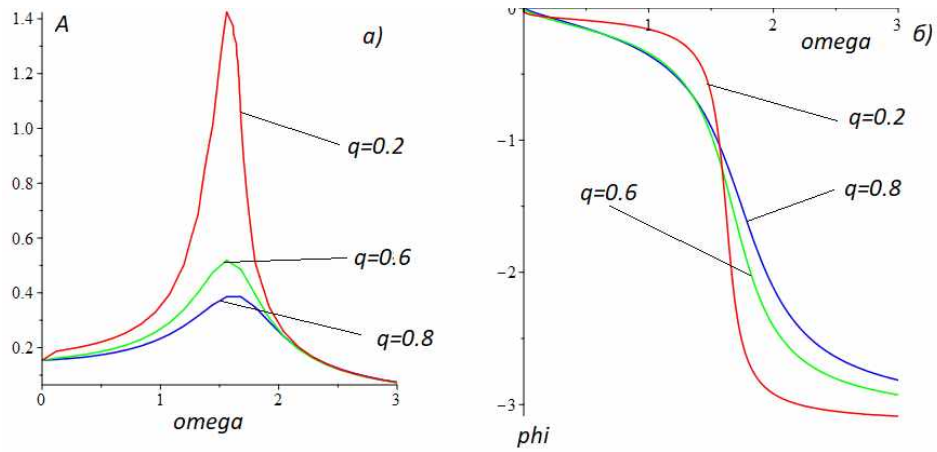 A
а)
1.4
1.2
1.0
0.8
0.6
0.4
0.2
q=0.2
q=0.6
q=0.8
0
1
2
3
omega
0
1
2
3
omega
б)
q=0.2
−1
q=0.8
q=0.6
−2
−3
phi